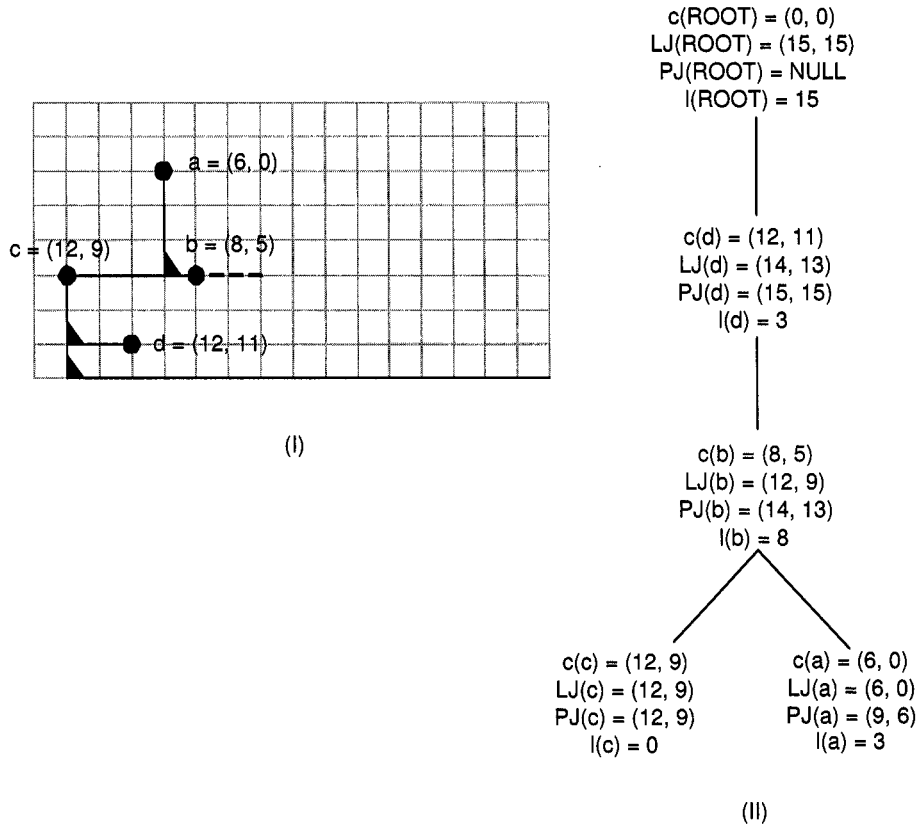 a = (6, 0)
c = (12, 9)
b = (8, 5)
d = (12, 11)
(I)
c(ROOT) = (0, 0)
LJ(ROOT) = (15, 15)
PJ(ROOT) = NULL
l(ROOT) = 15
c(d) = (12, 11)
LJ(d) = (14, 13)
PJ(d) = (15, 15)
l(d) = 3
c(b) = (8, 5)
LJ(b) = (12, 9)
PJ(b) = (14, 13)
l(b) = 8
c(c) = (12, 9)
LJ(c) = (12, 9)
PJ(c) = (12, 9)
l(c) = 0
c(a) = (6, 0)
LJ(a) = (6, 0)
PJ(a) = (9, 6)
l(a) = 3
(II)